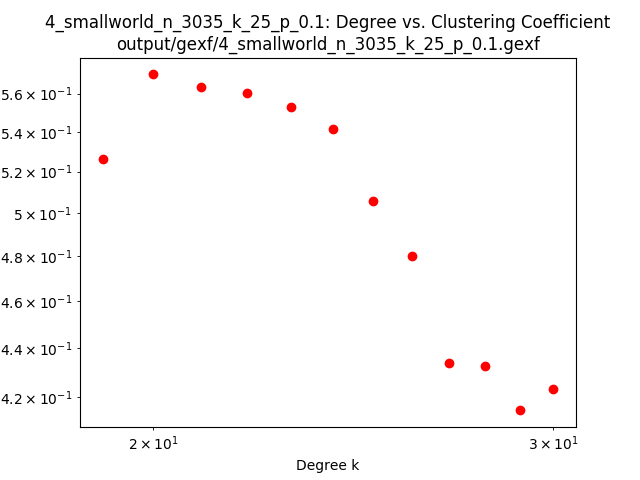 4_smallworld_n_3035_k_25_p_0.1: Degree vs. Clustering Coefficient
output/gexf/4_smallworld_n_3035_k_25_p_0.1.gexf
5.6 × 10⁻¹
5.4 × 10⁻¹
5.2 × 10⁻¹
5 × 10⁻¹
4.8 × 10⁻¹
4.6 × 10⁻¹
4.4 × 10⁻¹
4.2 × 10⁻¹
2 × 10¹ 3 × 10¹
Degree k